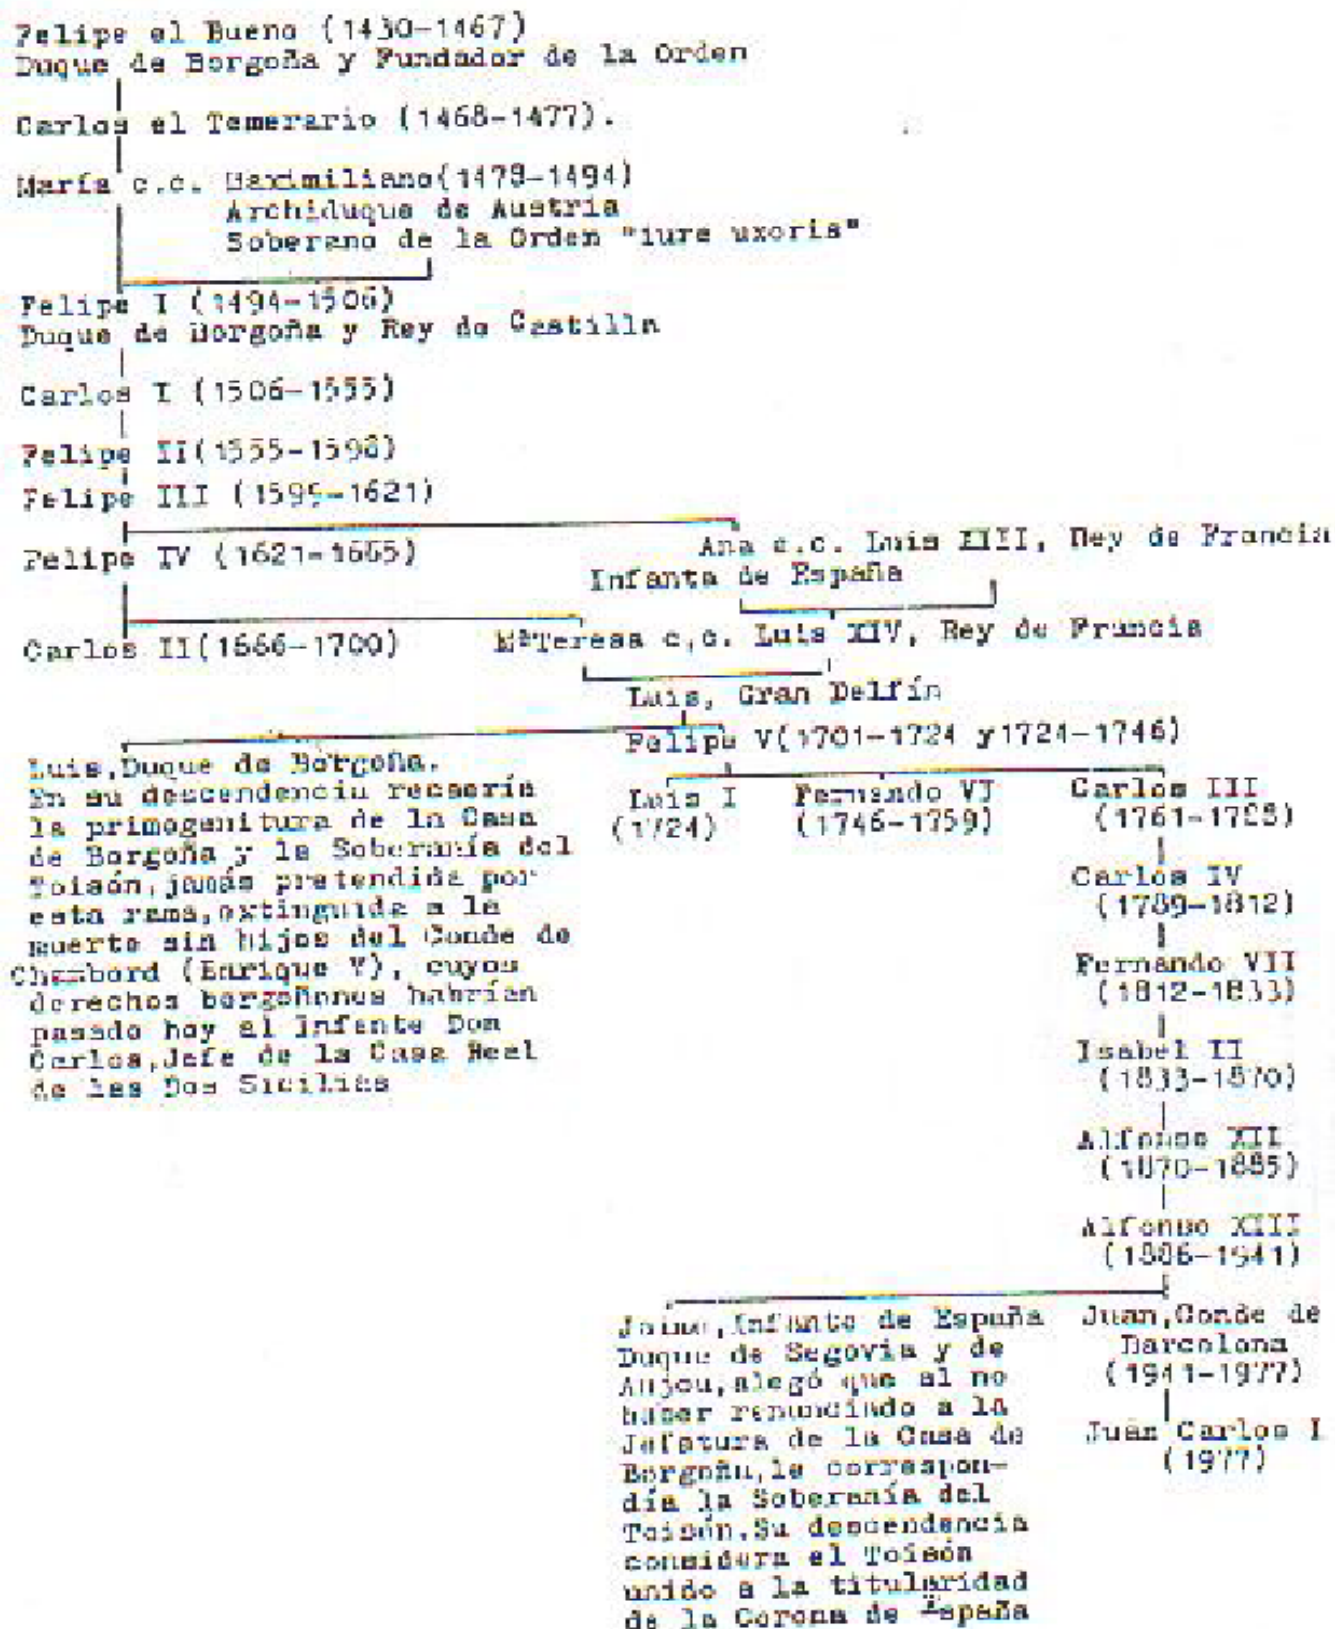 Felipe el Bueno (1430-1467)
Duque de Borgoña y Fundador de la Orden
Carlos el Temerario (1468-1477).
María c.c. Maximiliano(1478-1494)
Archiduque de Austria
Soberano de la Orden "iure uxoris"
Felipe I (1494-1506)
Duque de Borgoña y Rey de Castilla
Carlos I (1506-1555)
Felipe II(1555-1598)
Felipe III (1599-1621)
Felipe IV (1621-1665)
Ana c.c. Luis XIII, Rey de Francia
Infanta de España
Carlos II(1666-1700)
MªTeresa c.c. Luis XIV, Rey de Francia
Luis, Gran Delfín
Felipe V(1701-1724 y1724-1746)
Luis,Duque de Borgoña.
En su descendencia recaería
la primogenitura de la Casa
de Borgoña y la Soberanía del
Toisón,jamás pretendida por
esta rama,extinguida a la
muerte sin hijos del Conde de
Chambord (Enrique V), cuyos
derechos borgoñones habrían
pasado hoy al Infante Don
Carlos,Jefe de la Casa Real
de las Dos Sicilias
Luis I
(1724)
Fernando VI
(1746-1759)
Carlos III
(1761-1788)
Carlos IV
(1789-1812)
Fernando VII
(1812-1833)
Isabel II
(1833-1870)
Alfonso XII
(1870-1885)
Alfonso XIII
(1886-1941)
Jaime,Infante de España
Duque de Segovia y de
Anjou,alegó que al no
haber renunciado a la
Jefatura de la Casa de
Borgoña,le correspon-
día la Soberanía del
Toisón.Su descendencia
considera el Toisón
unido a la titularidad
de la Corona de España
Juan,Conde de
Barcelona
(1941-1977)
Juan Carlos I
(1977)